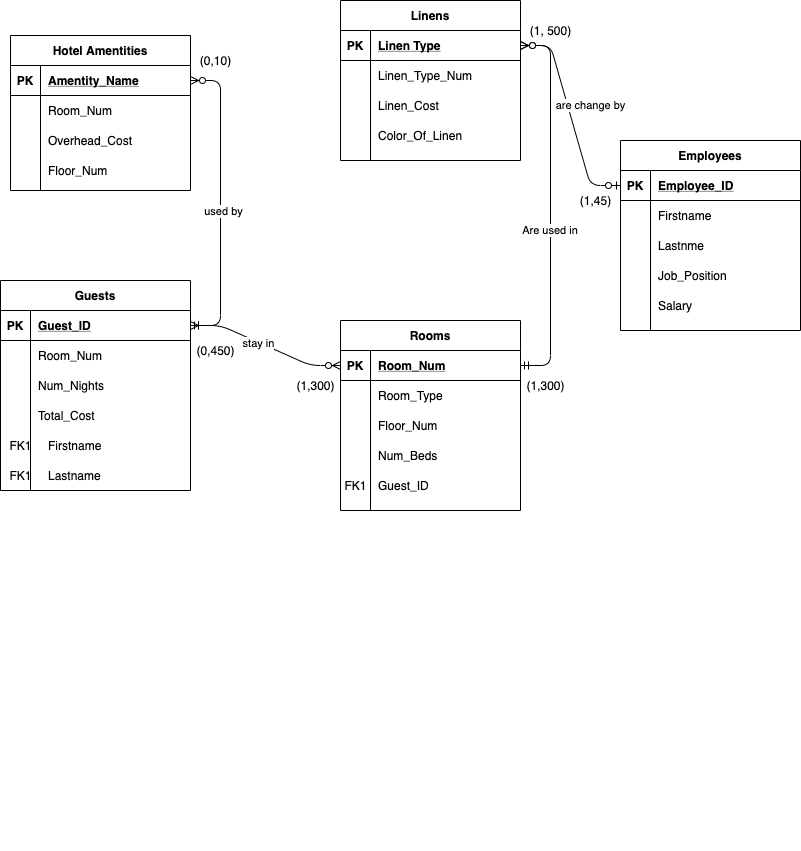 Hotel Amentities
PK Amentity_Name
Room_Num
Overhead_Cost
Floor_Num
(0,10)
used by
Linens
PK Linen Type
Linen_Type_Num
Linen_Cost
Color_Of_Linen
(1, 500)
are change by
Are used in
Employees
PK Employee_ID
Firstname
Lastnme
Job_Position
Salary
(1,45)
Guests
PK Guest_ID
Room_Num
Num_Nights
Total_Cost
FK1 Firstname
FK1 Lastname
(0,450)
stay in
(1,300)
Rooms
PK Room_Num
Room_Type
Floor_Num
Num_Beds
FK1 Guest_ID
(1,300)